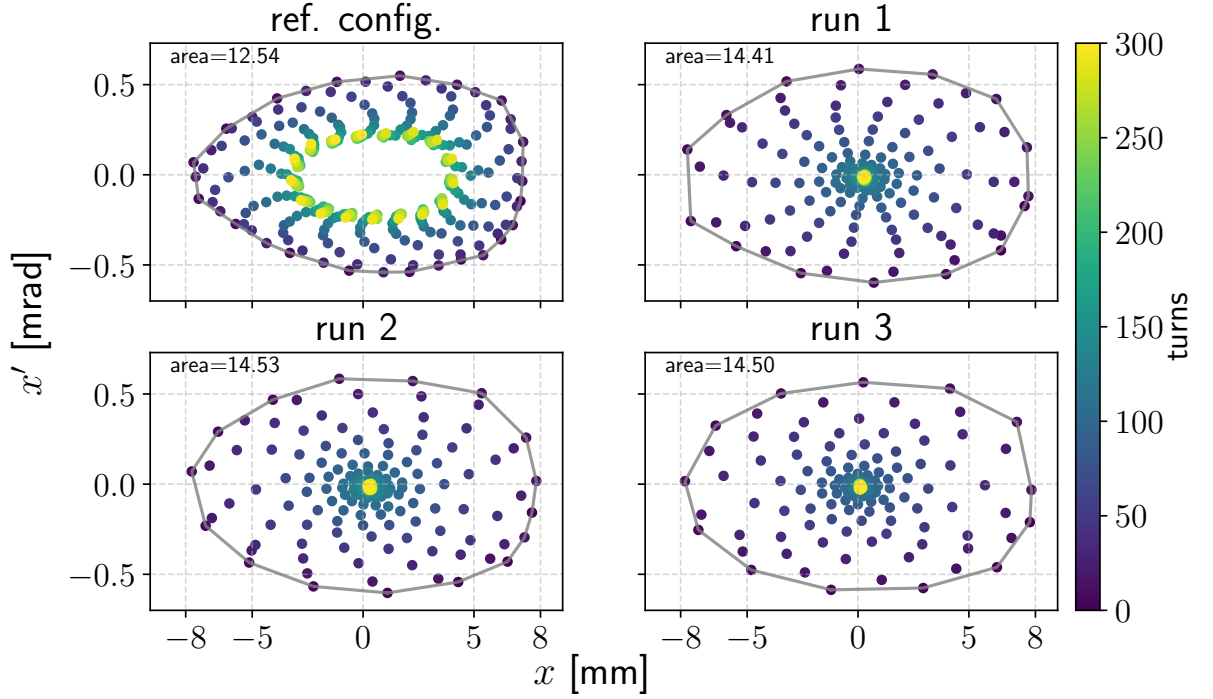 ref. config.
run 1
area=12.54
area=14.41
0.5
0.0
−0.5
run 2
run 3
area=14.53
area=14.50
0.5
0.0
−0.5
−8
−5
0
5
8
−8
−5
0
5
8
x [mm]
x′ [mrad]
300
250
200
150
100
50
0
turns